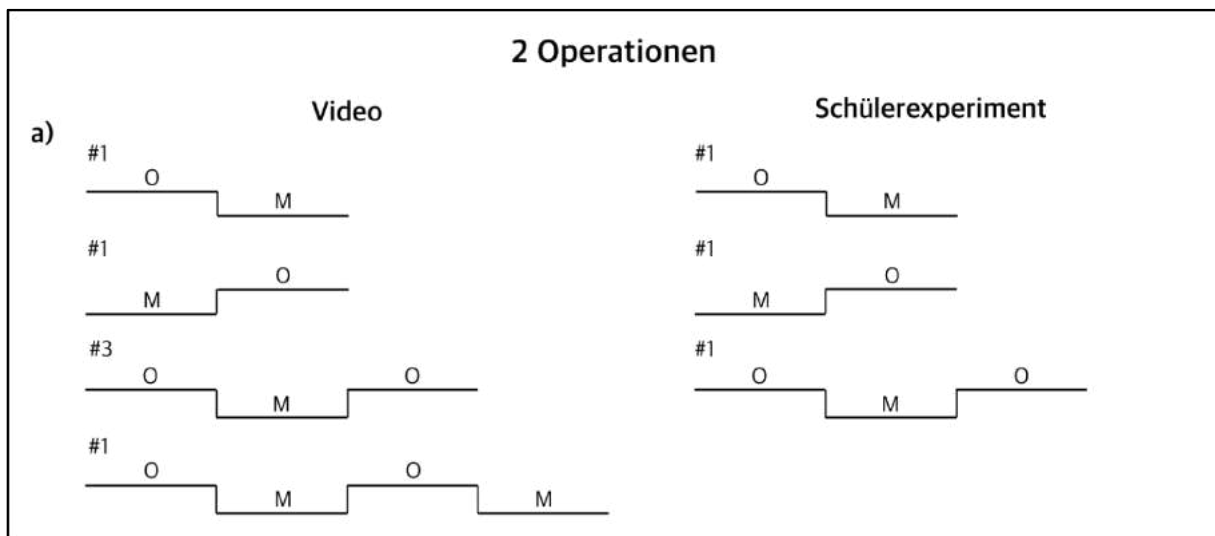 2 Operationen
Video Schülerexperiment
a)
#1 #1
O O
M M
#1 #1
O O
M M
#3 #1
O O O O
M M
#1
O O
M M